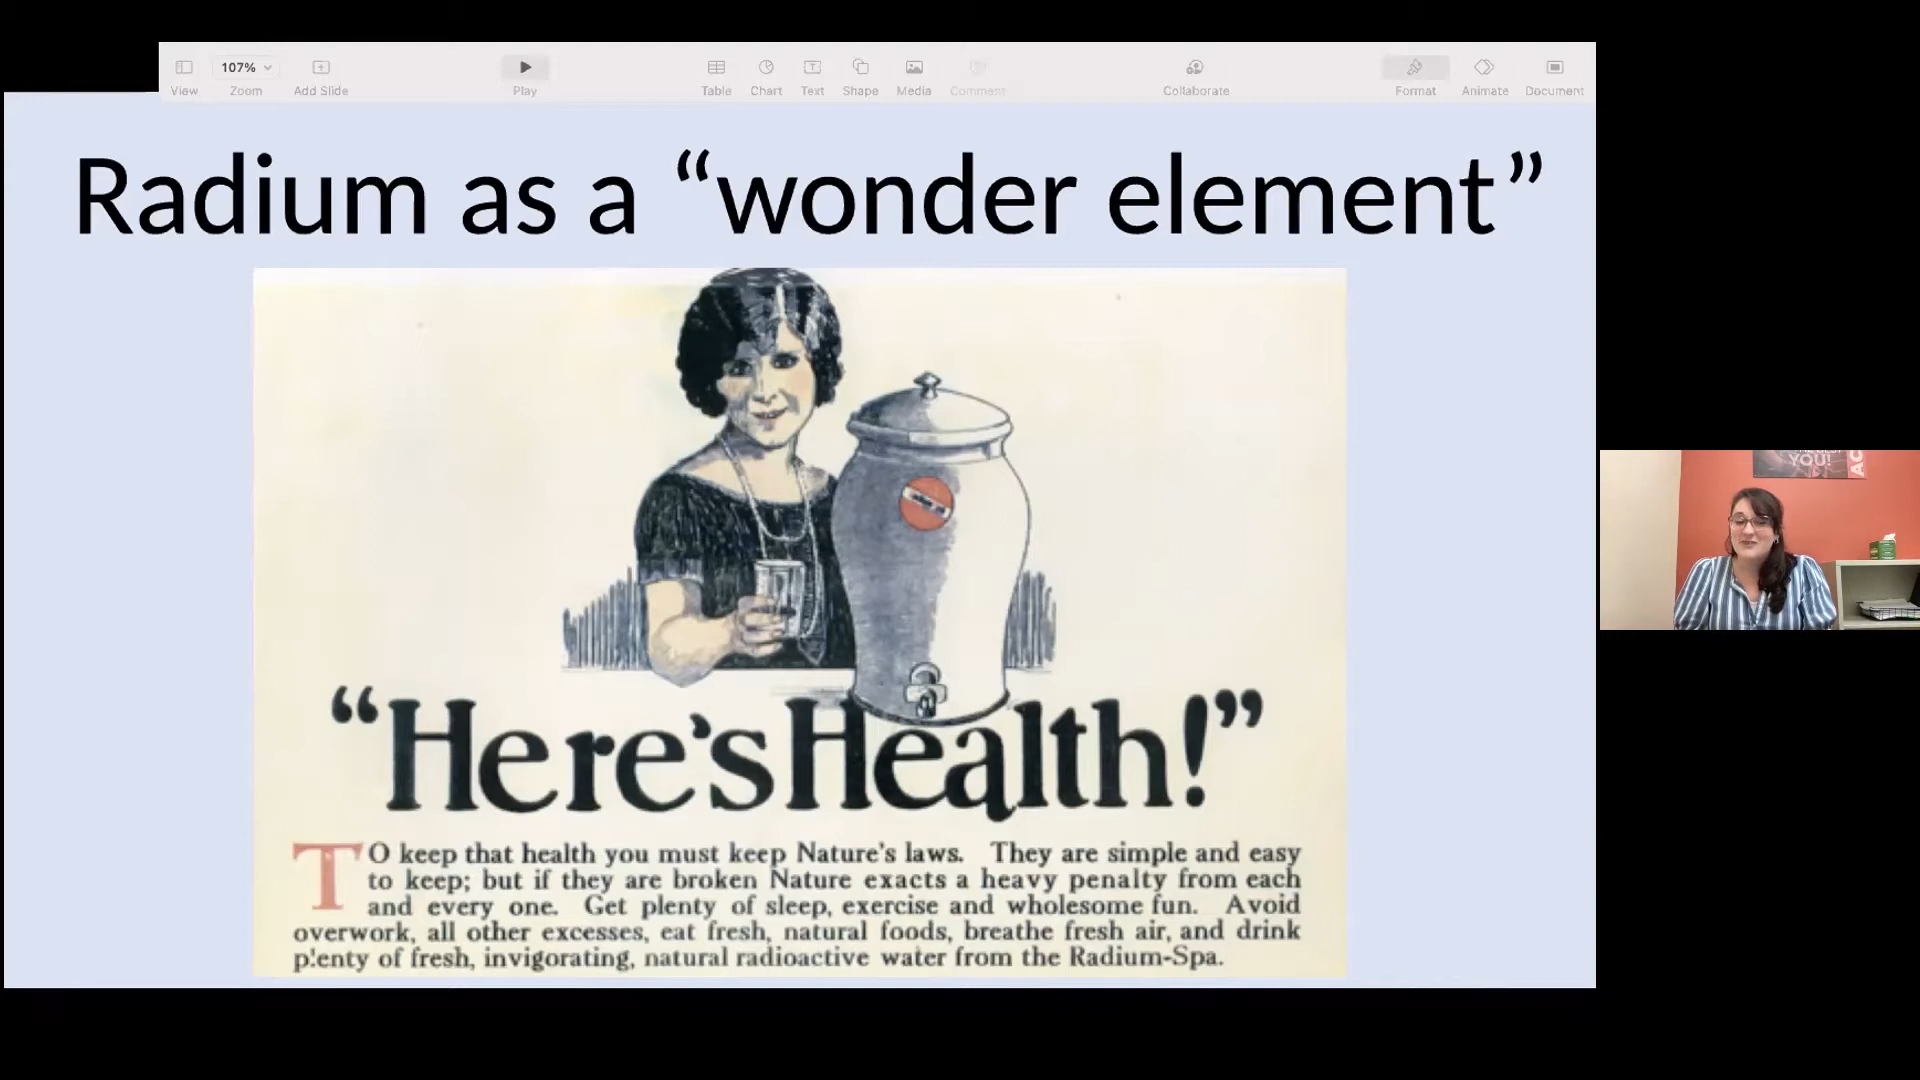 107%
View
Zoom
Add Slide
Play
Table
Chart
Text
Shape
Media
Comment
Collaborate
Format
Animate
Document
Radium as a “wonder element”
“Here's Health!”
TO keep that health you must keep Nature's laws. They are simple and easy
to keep; but if they are broken Nature exacts a heavy penalty from each
and every one. Get plenty of sleep, exercise and wholesome fun. Avoid
overwork, all other excesses, eat fresh, natural foods, breathe fresh air, and drink
plenty of fresh, invigorating, natural radioactive water from the Radium-Spa.
YOU!
AC